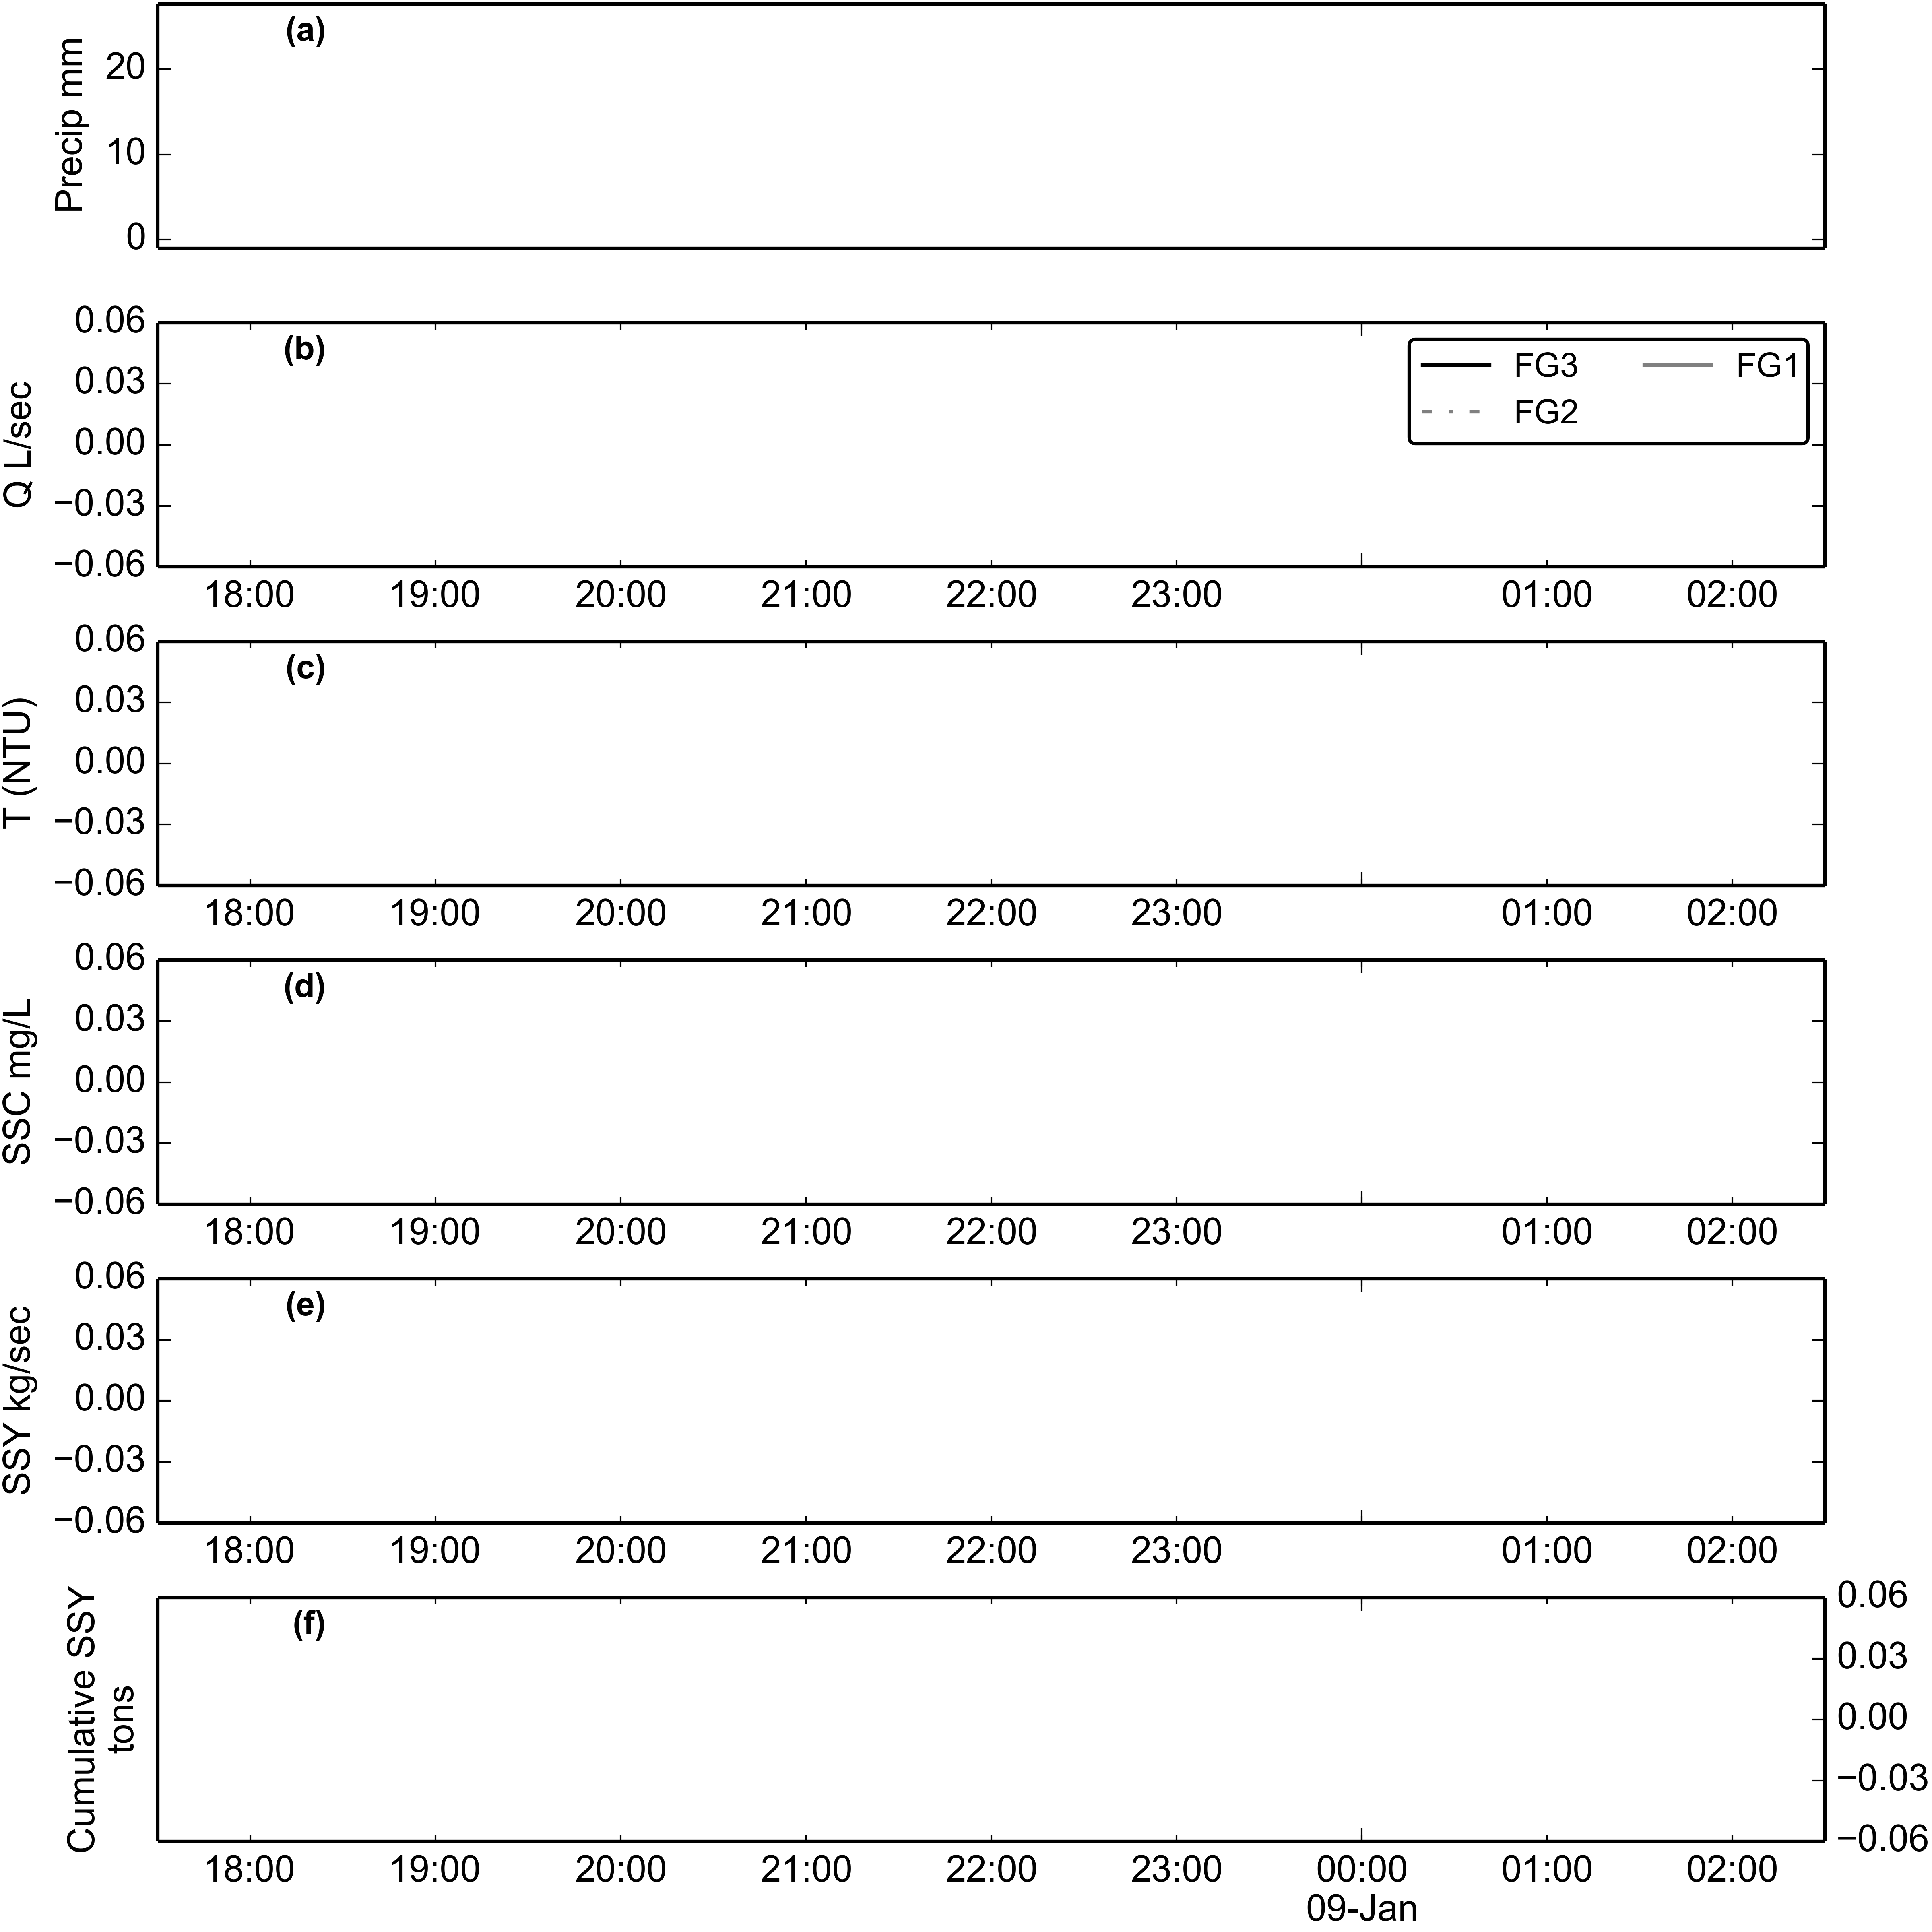 (a)
Precip mm
20
10
0
(b)
Q L/sec
0.06
0.03
0.00
−0.03
−0.06
FG3 FG1
FG2
18:00 19:00 20:00 21:00 22:00 23:00 01:00 02:00
(c)
T (NTU)
0.06
0.03
0.00
−0.03
−0.06
18:00 19:00 20:00 21:00 22:00 23:00 01:00 02:00
(d)
SSC mg/L
0.06
0.03
0.00
−0.03
−0.06
18:00 19:00 20:00 21:00 22:00 23:00 01:00 02:00
(e)
SSY kg/sec
0.06
0.03
0.00
−0.03
−0.06
18:00 19:00 20:00 21:00 22:00 23:00 01:00 02:00
(f)
Cumulative SSY
tons
0.06
0.03
0.00
−0.03
−0.06
18:00 19:00 20:00 21:00 22:00 23:00 00:00 01:00 02:00
09-Jan